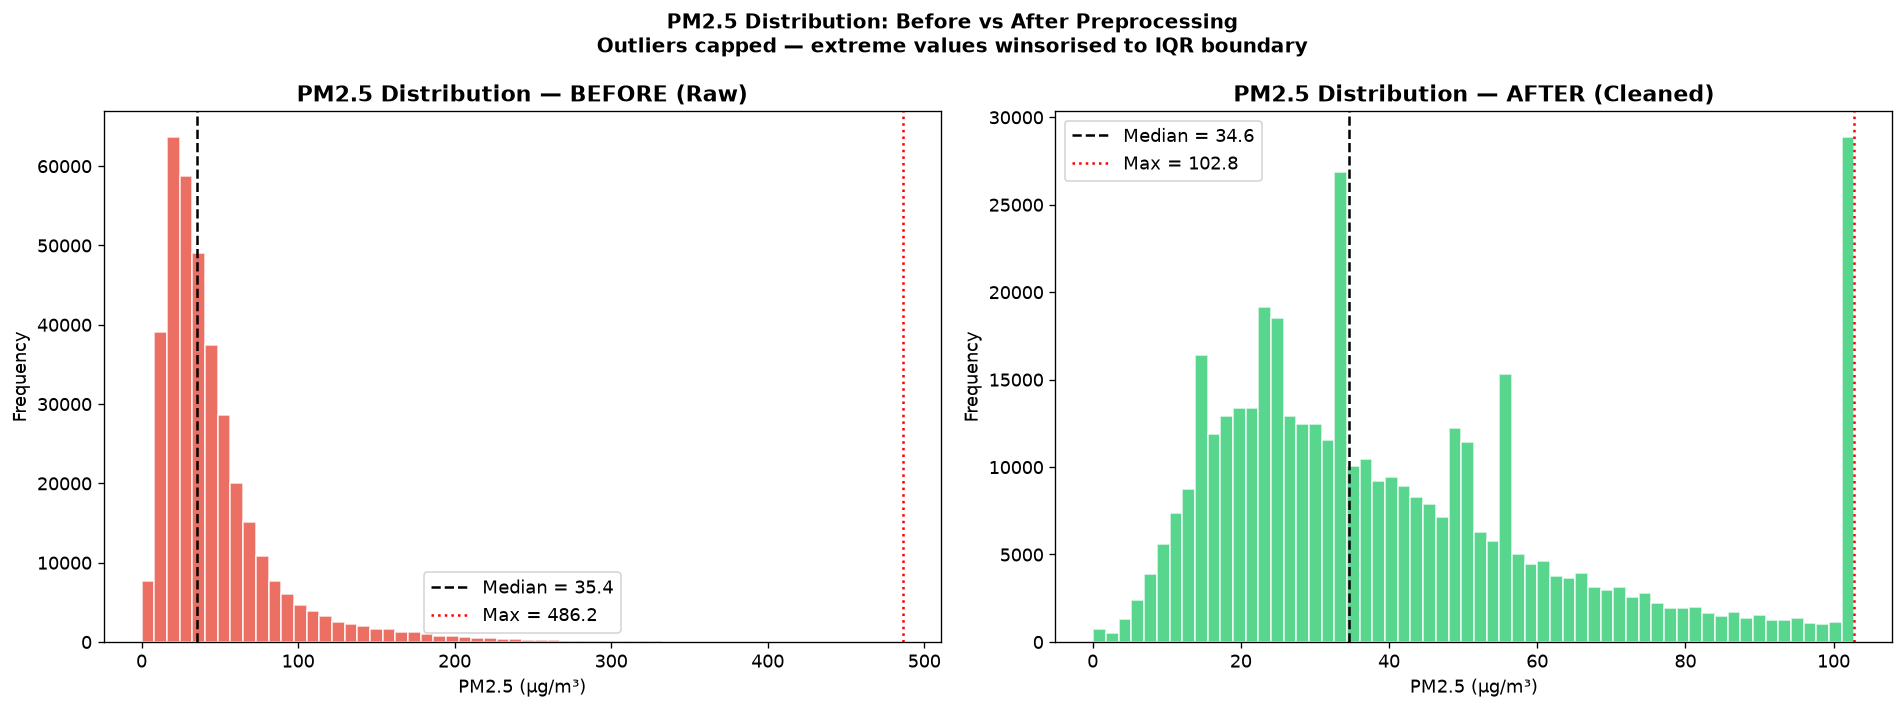 PM2.5 Distribution: Before vs After Preprocessing
Outliers capped — extreme values winsorised to IQR boundary
PM2.5 Distribution — BEFORE (Raw)
Frequency
60000
50000
40000
30000
20000
10000
0
Median = 35.4
Max = 486.2
0 100 200 300 400 500
PM2.5 (µg/m³)
PM2.5 Distribution — AFTER (Cleaned)
Frequency
30000
25000
20000
15000
10000
5000
0
Median = 34.6
Max = 102.8
0 20 40 60 80 100
PM2.5 (µg/m³)